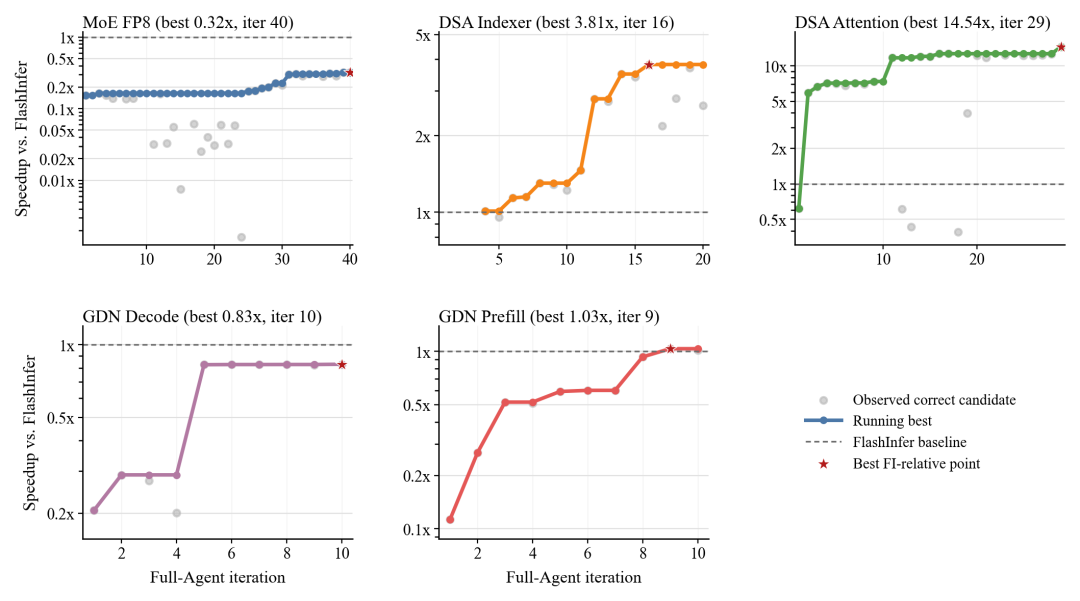 MoE FP8 (best 0.32x, iter 40)
1x
0.5x
0.2x
0.1x
0.05x
0.02x
0.01x
Speedup vs. FlashInfer
10
20
30
40
DSA Indexer (best 3.81x, iter 16)
5x
2x
1x
5
10
15
20
DSA Attention (best 14.54x, iter 29)
10x
5x
2x
1x
0.5x
10
20
GDN Decode (best 0.83x, iter 10)
1x
0.5x
0.2x
Speedup vs. FlashInfer
2
4
6
8
10
Full-Agent iteration
GDN Prefill (best 1.03x, iter 9)
1x
0.5x
0.2x
0.1x
2
4
6
8
10
Full-Agent iteration
Observed correct candidate
Running best
FlashInfer baseline
Best FI-relative point